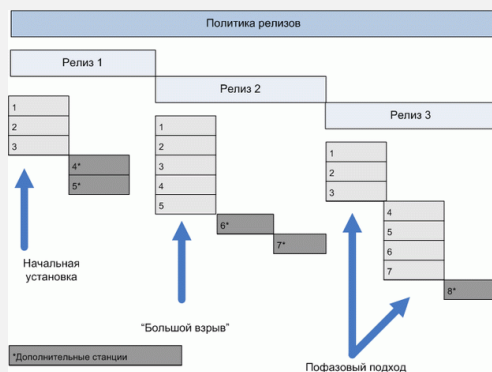 Политика релизов
Релиз 1
Релиз 2
Релиз 3
1
2
3
4*
5*
1
2
3
4
5
6*
7*
1
2
3
4
5
6
7
8*
Начальная
установка
“Большой взрыв”
Пофазовый подход
*Дополнительные станции